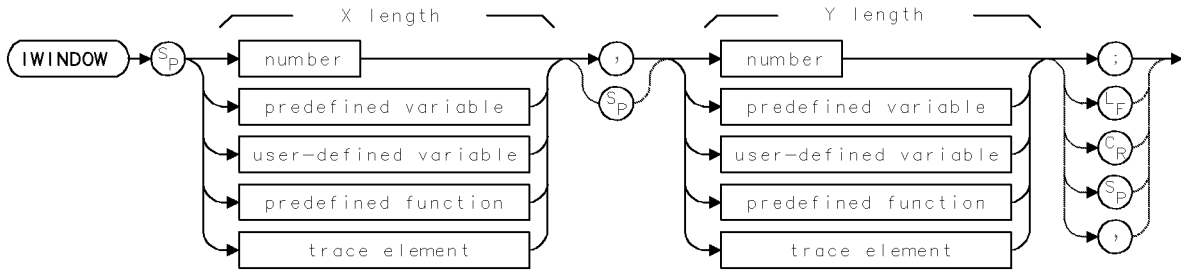 X length
Y length
IWINDOW SP number , number ;
predefined variable SP predefined variable LF
user-defined variable user-defined variable CR
predefined function predefined function SP
trace element trace element ,